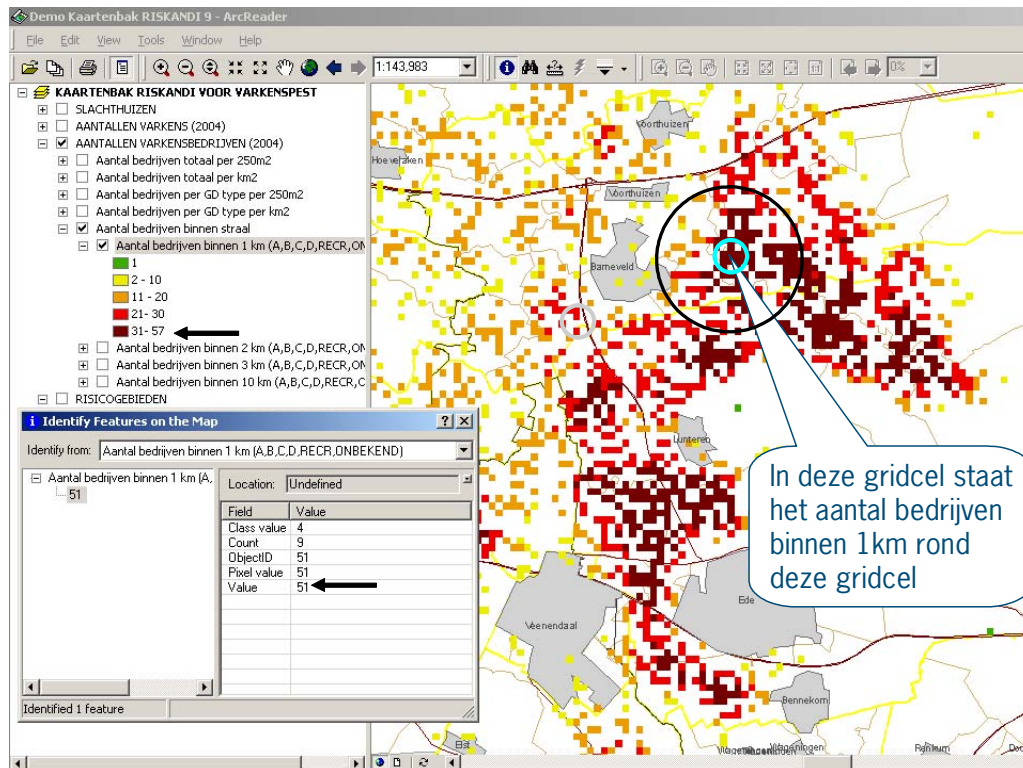 Demo Kaartenbak RISKANDI 9 - ArcReader
File Edit View Tools Window Help
1:143,983
0%
KAARTENBAK RISKANDI VOOR VARKENSPEST
SLACHTHUIZEN
AANTALLEN VARKENS (2004)
AANTALLEN VARKENSBEDRIJVEN (2004)
Aantal bedrijven totaal per 250m2
Aantal bedrijven totaal per km2
Aantal bedrijven per GD type per 250m2
Aantal bedrijven per GD type per km2
Aantal bedrijven binnen straal
Aantal bedrijven binnen 1 km (A,B,C,D,RECR,ON
1
2 - 10
11 - 20
21- 30
31- 57
Aantal bedrijven binnen 2 km (A,B,C,D,RECR,ON
Aantal bedrijven binnen 3 km (A,B,C,D,RECR,ON
Aantal bedrijven binnen 10 km (A,B,C,D,RECR,C
RISICOGEBIEDEN
Identify Features on the Map
Identify from: Aantal bedrijven binnen 1 km (A,B,C,D,RECR,ONBEKEND)
Aantal bedrijven binnen 1 km (A,
51
Location: Undefined
Field Value
Class value 4
Count 9
ObjectID 51
Pixel value 51
Value 51
Identified 1 feature
Voorthuizen
Hoevelaken
Voorthuizen
Barneveld
Lunteren
In deze gridcel staat
het aantal bedrijven
binnen 1km rond
deze gridcel
Ede
Veenendaal
Bennekom
Elst
Wageningen
Renkum
Doo